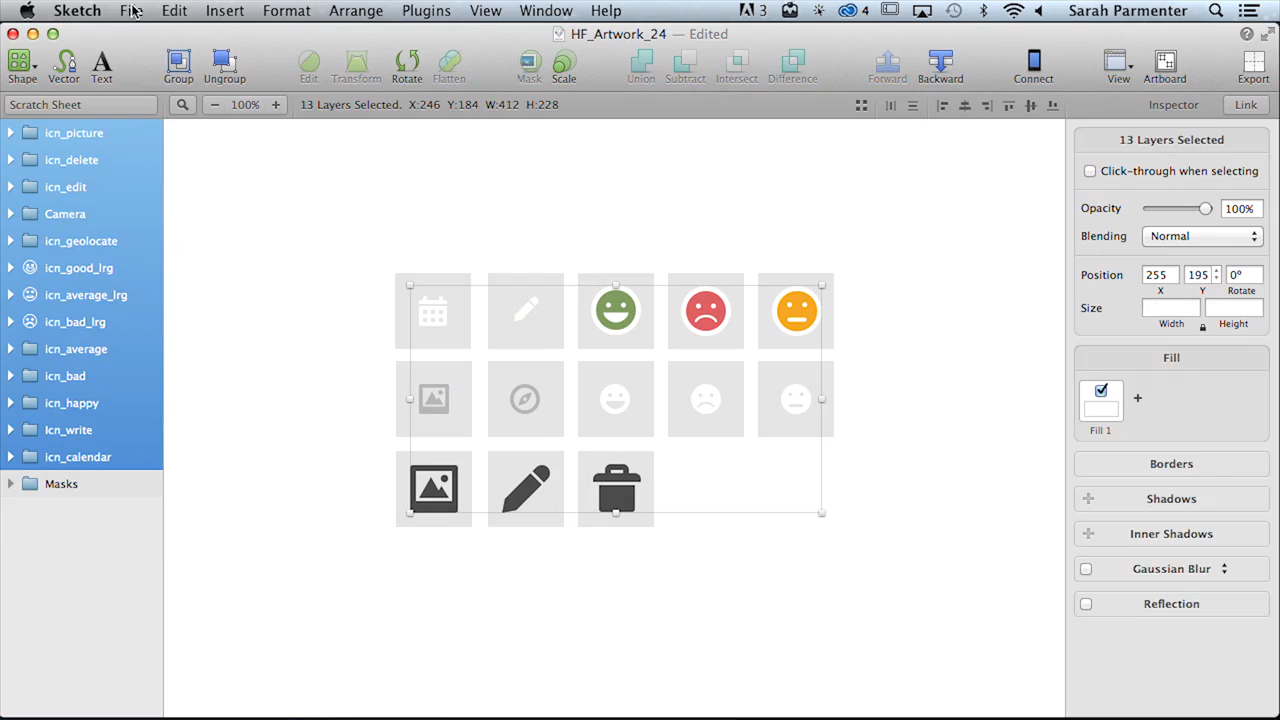 Sketch File Edit Insert Format Arrange Plugins View Window Help 3 4 Sarah Parmenter
HF_Artwork_24 — Edited
Shape Vector Text Group Ungroup Edit Transform Rotate Flatten Mask Scale Union Subtract Intersect Difference Forward Backward Connect View Artboard Export
Scratch Sheet 100% 13 Layers Selected. X:246 Y:184 W:412 H:228 Inspector Link
icn_picture
icn_delete
icn_edit
Camera
icn_geolocate
icn_good_lrg
icn_average_lrg
icn_bad_lrg
icn_average
icn_bad
icn_happy
Icn_write
icn_calendar
Masks
13 Layers Selected
Click-through when selecting
Opacity 100%
Blending Normal
Position 255 195 0°
X Y Rotate
Size
Width Height
Fill
Fill 1
Borders
Shadows
Inner Shadows
Gaussian Blur
Reflection